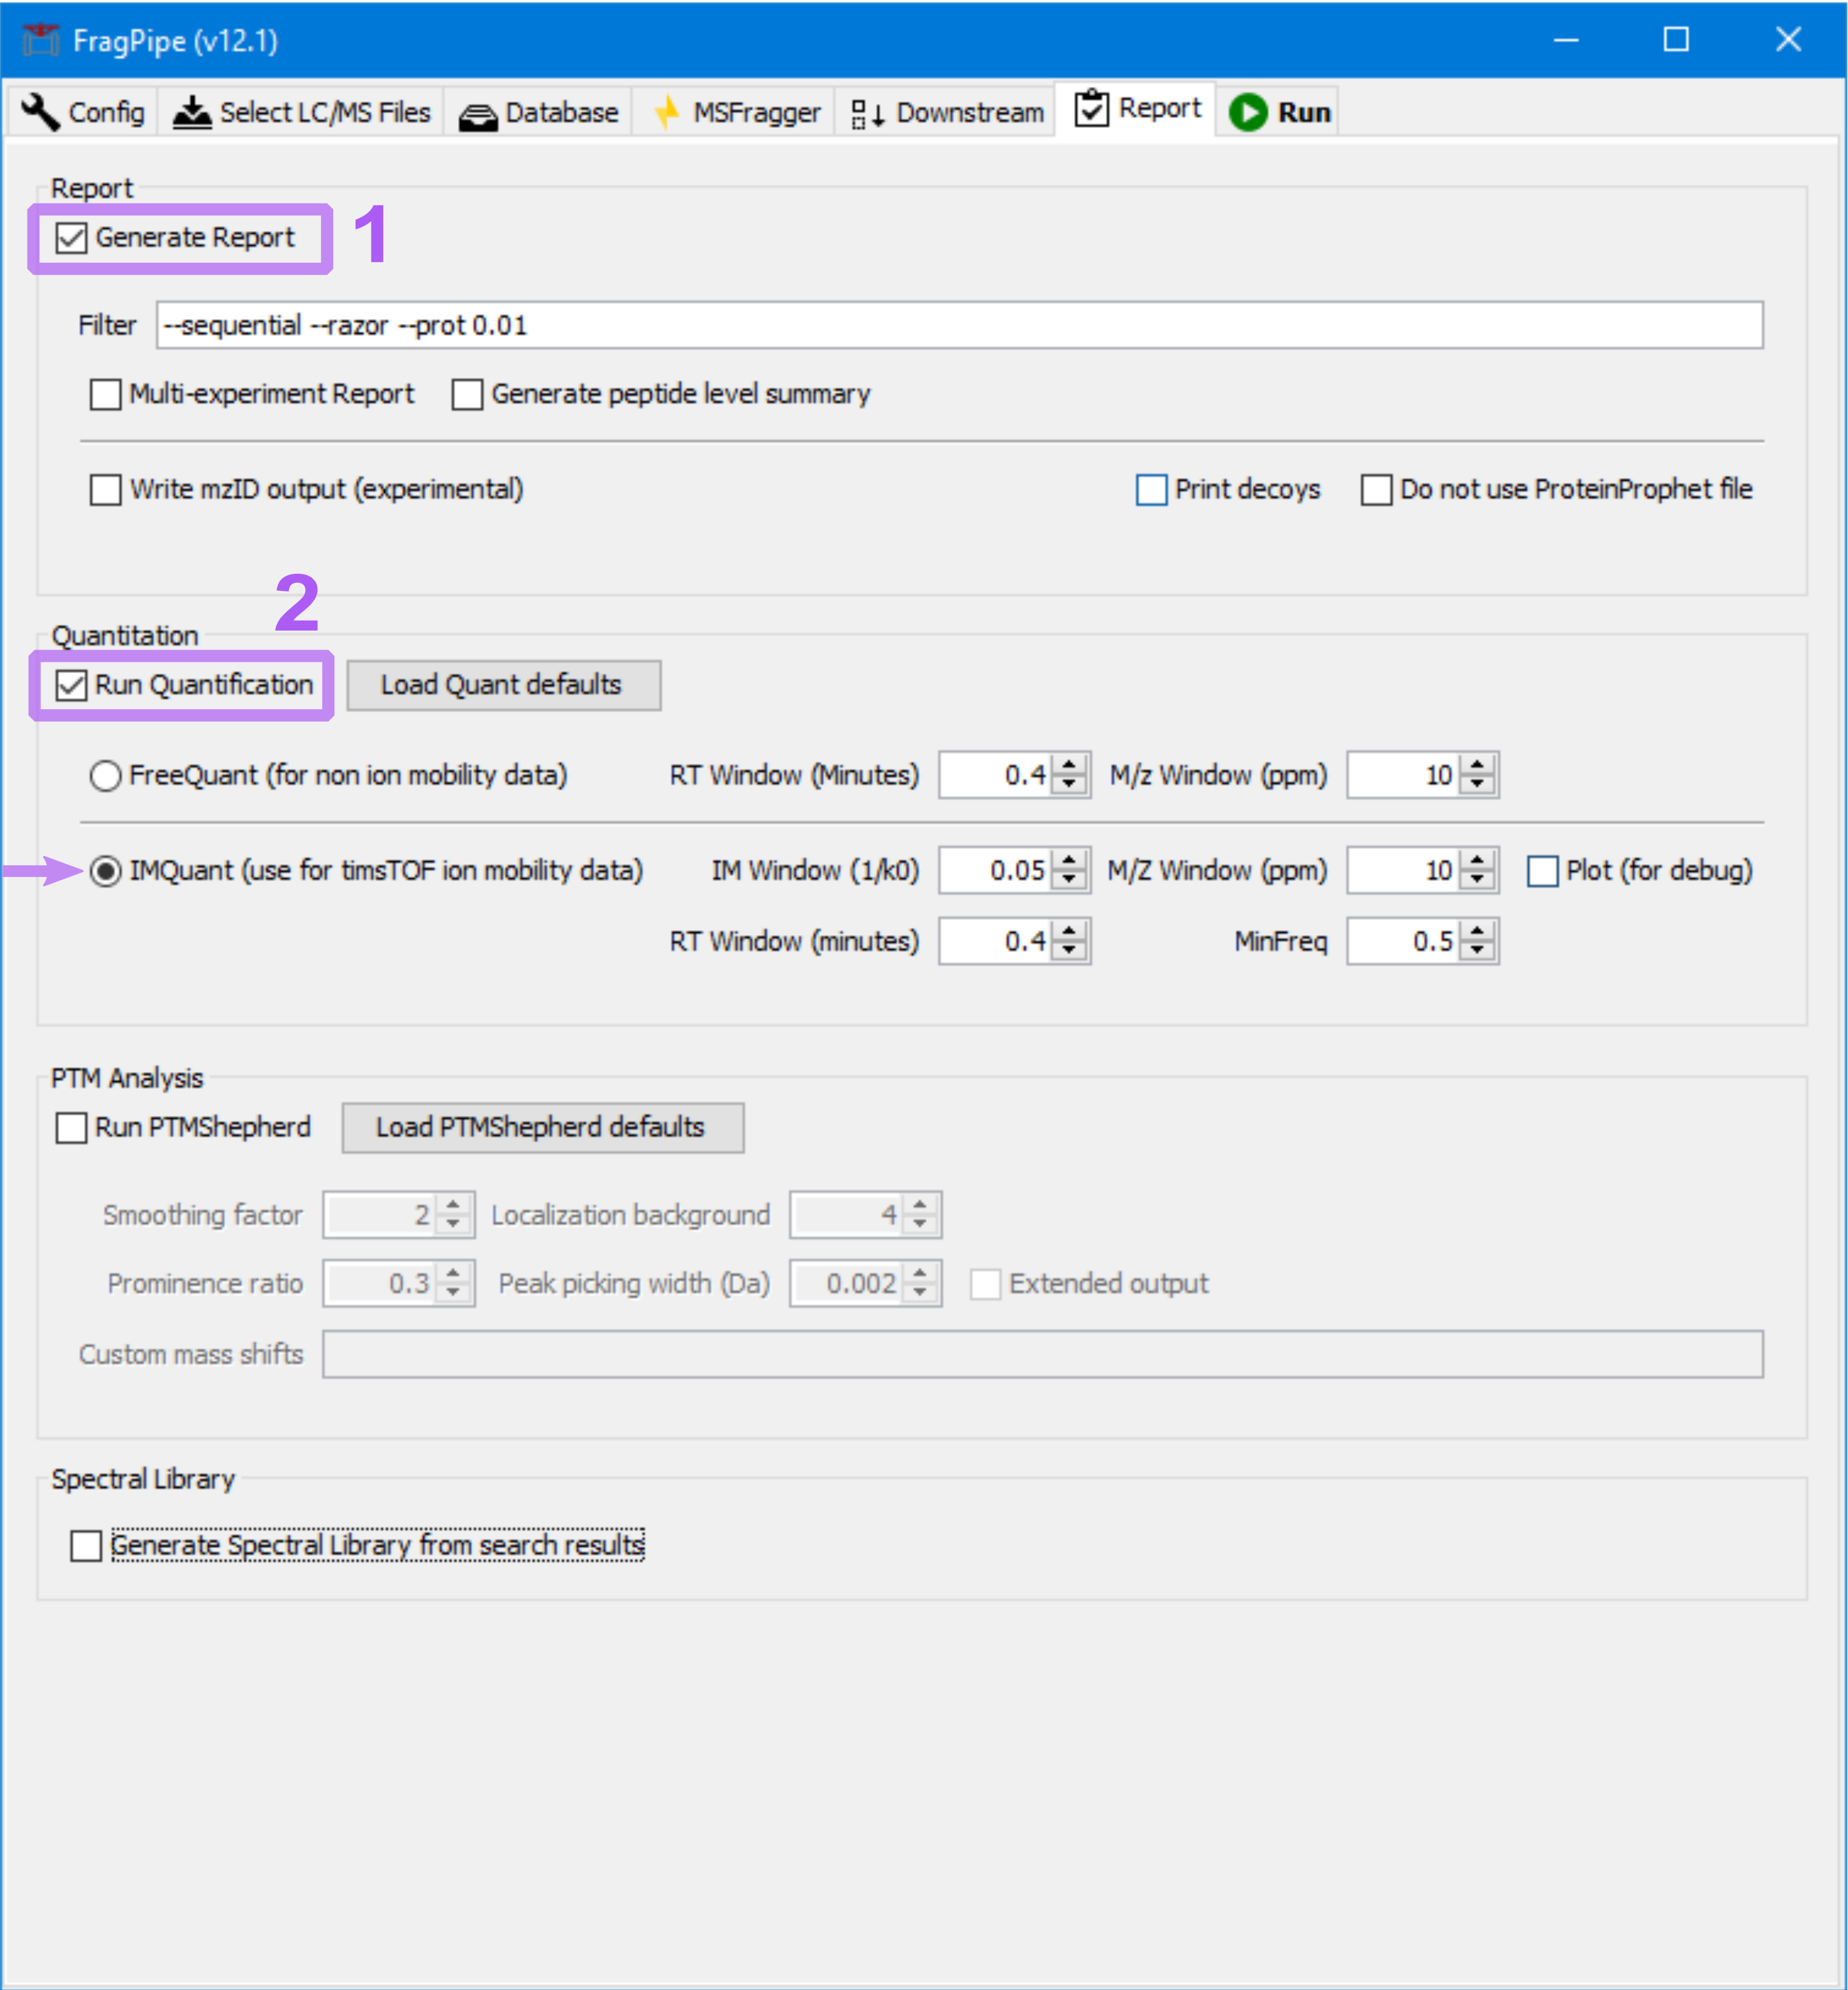 FragPipe (v12.1)
Config Select LC/MS Files Database MSFragger Downstream Report Run
Report
Generate Report 1
Filter --sequential --razor --prot 0.01
Multi-experiment Report Generate peptide level summary
Write mzID output (experimental) Print decoys Do not use ProteinProphet file
2
Quantitation
Run Quantification Load Quant defaults
FreeQuant (for non ion mobility data) RT Window (Minutes) 0.4 M/z Window (ppm) 10
IMQuant (use for timsTOF ion mobility data) IM Window (1/k0) 0.05 M/Z Window (ppm) 10 Plot (for debug)
RT Window (minutes) 0.4 MinFreq 0.5
PTM Analysis
Run PTMShepherd Load PTMShepherd defaults
Smoothing factor 2 Localization background 4
Prominence ratio 0.3 Peak picking width (Da) 0.002 Extended output
Custom mass shifts
Spectral Library
Generate Spectral Library from search results